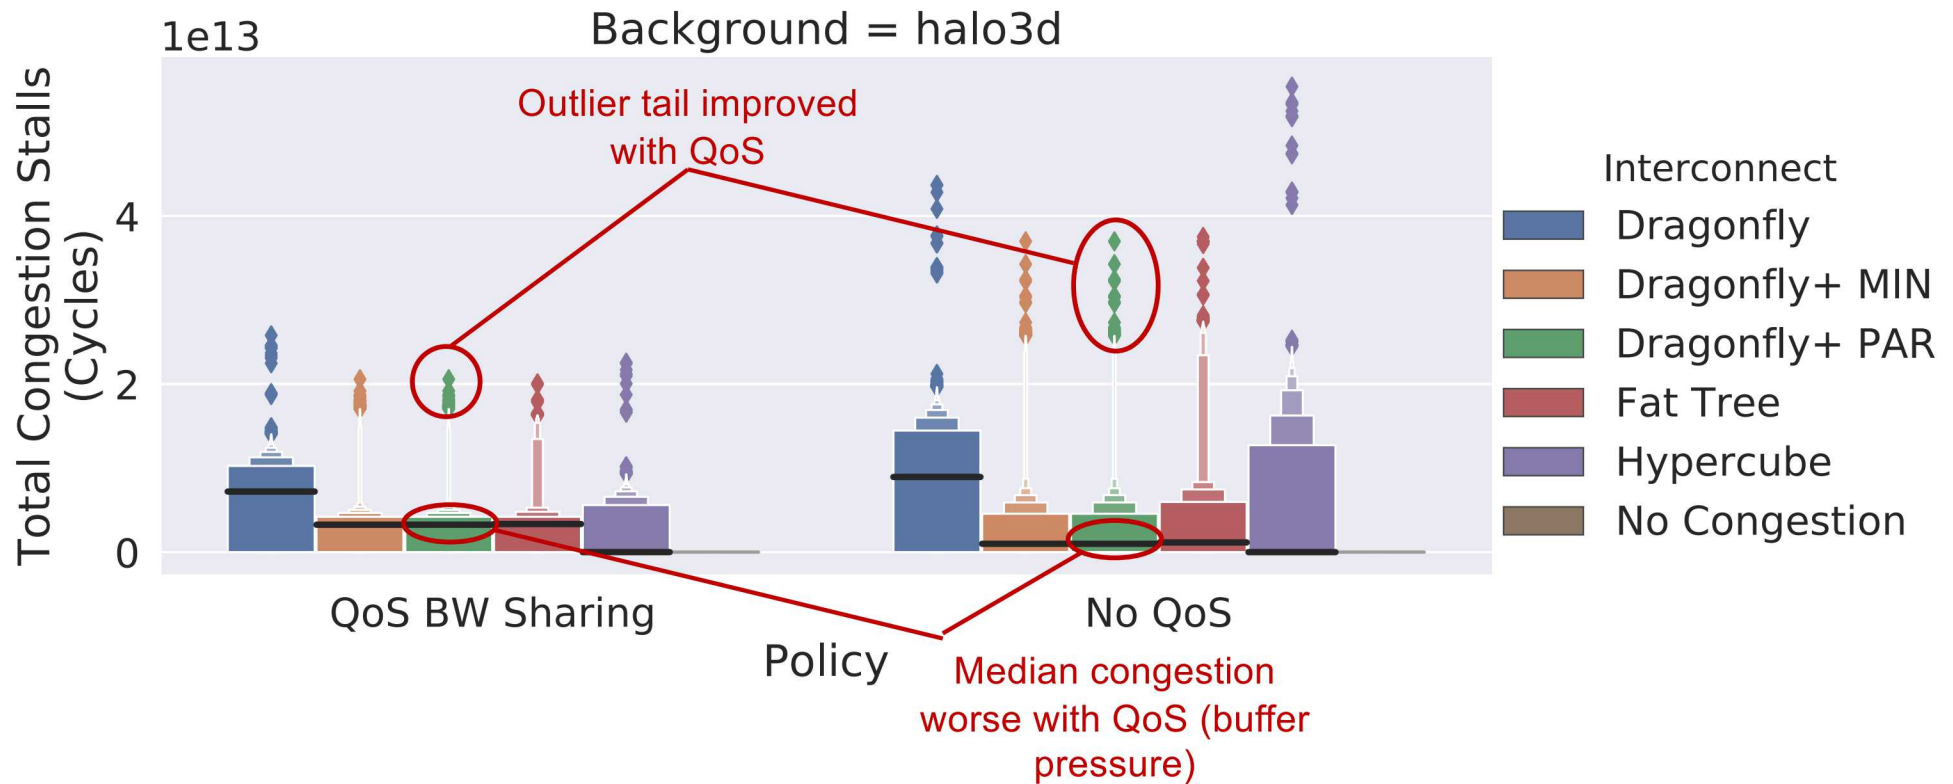 Background = halo3d
1e13
Total Congestion Stalls
(Cycles)
4
2
0
Outlier tail improved
with QoS
Interconnect
Dragonfly
Dragonfly+ MIN
Dragonfly+ PAR
Fat Tree
Hypercube
No Congestion
QoS BW Sharing
No QoS
Policy
Median congestion
worse with QoS (buffer
pressure)